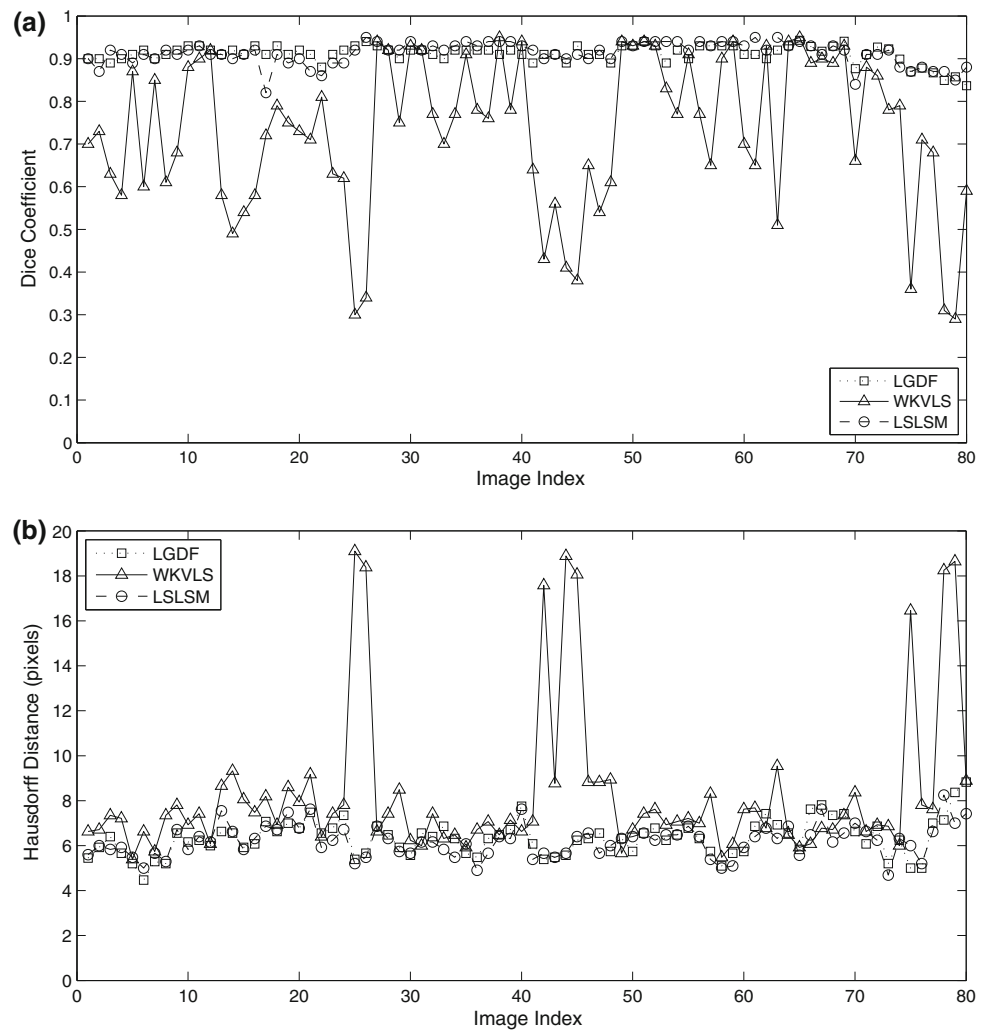 (a)
1
0.9
0.8
0.7
0.6
0.5
0.4
0.3
0.2
0.1
0
Dice Coefficient
LGDF
WKVLS
LSLSM
0 10 20 30 40 50 60 70 80
Image Index
(b)
20
18
16
14
12
10
8
6
4
2
0
Hausdorff Distance (pixels)
LGDF
WKVLS
LSLSM
0 10 20 30 40 50 60 70 80
Image Index